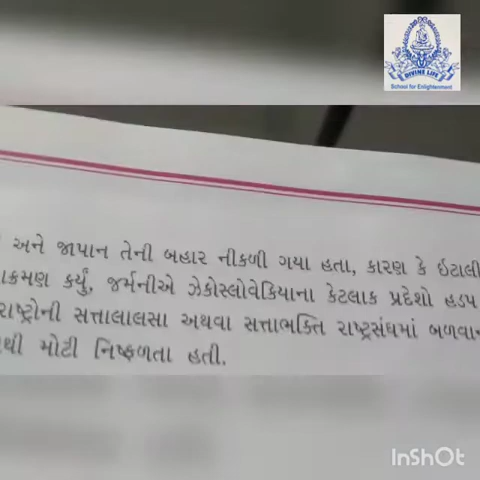 DIVINE LIFE
School for Enlightenment
અને જાપાન તેની બહાર નીકળી ગયા હતા, કારણ કે ઇટાલી
ક્રમણ કર્યું, જર્મનીએ ઝેકોસ્લોવેકિયાના કેટલાક પ્રદેશો હડપ
રાષ્ટ્રોની સત્તાલાલસા અથવા સત્તાભક્તિ રાષ્ટ્રસંઘમાં બળવા
થી મોટી નિષ્ફળતા હતી.
InShOt